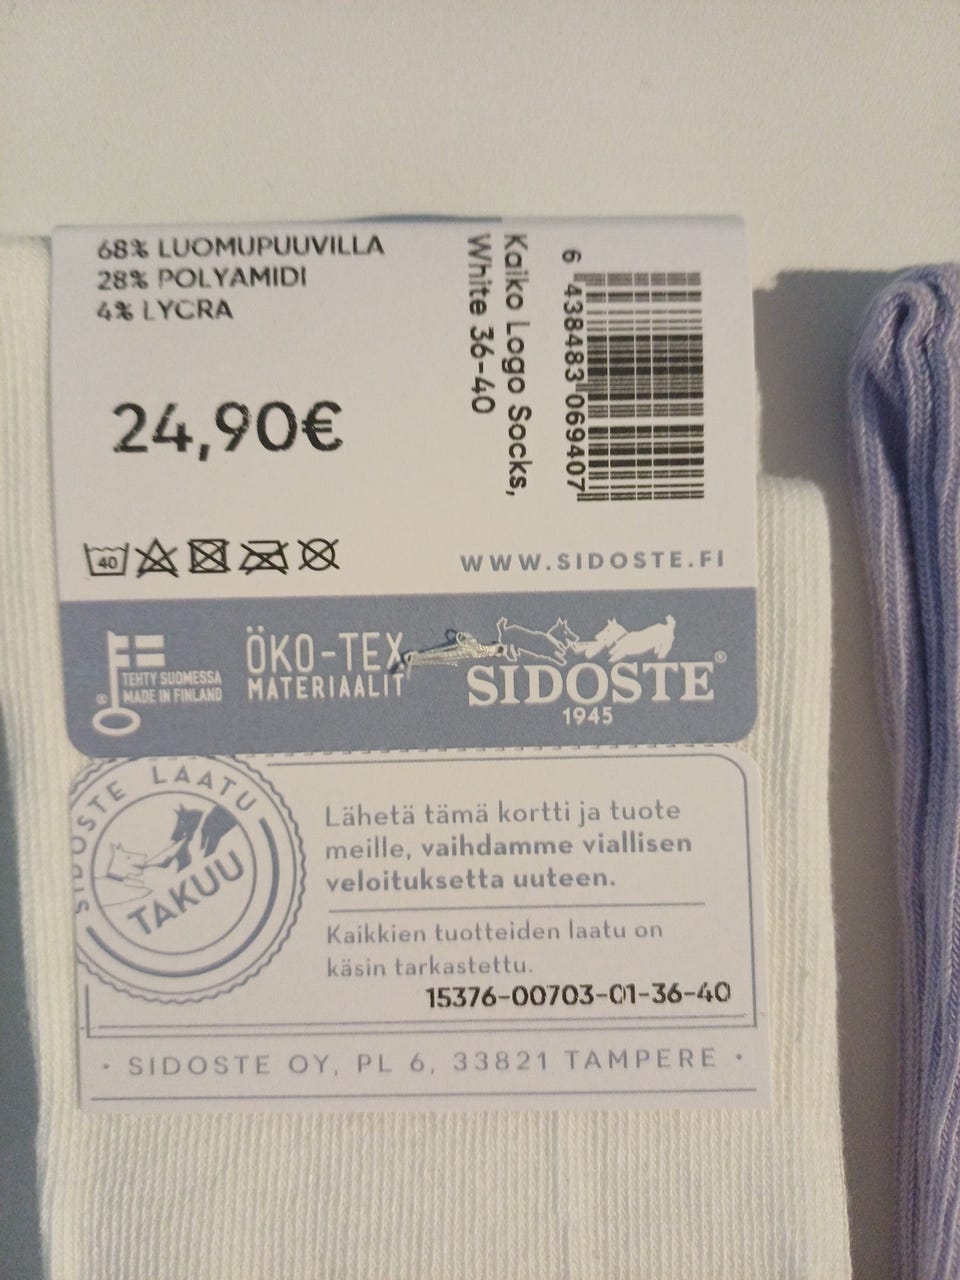 68% LUOMUPUUVILLA
28% POLYAMIDI
4% LYCRA
24,90€
Kaiko Logo Socks,
White 36-40
6 438483 069407
40
WWW.SIDOSTE.FI
TEHTY SUOMESSA
MADE IN FINLAND
®
ÖKO-TEX
MATERIAALIT
SIDOSTE®
1945
SIDOSTE LAATU
TAKUU
Lähetä tämä kortti ja tuote
meille, vaihdamme viallisen
veloituksetta uuteen.
Kaikkien tuotteiden laatu on
käsin tarkastettu.
15376-00703-01-36-40
• SIDOSTE OY, PL 6, 33821 TAMPERE •